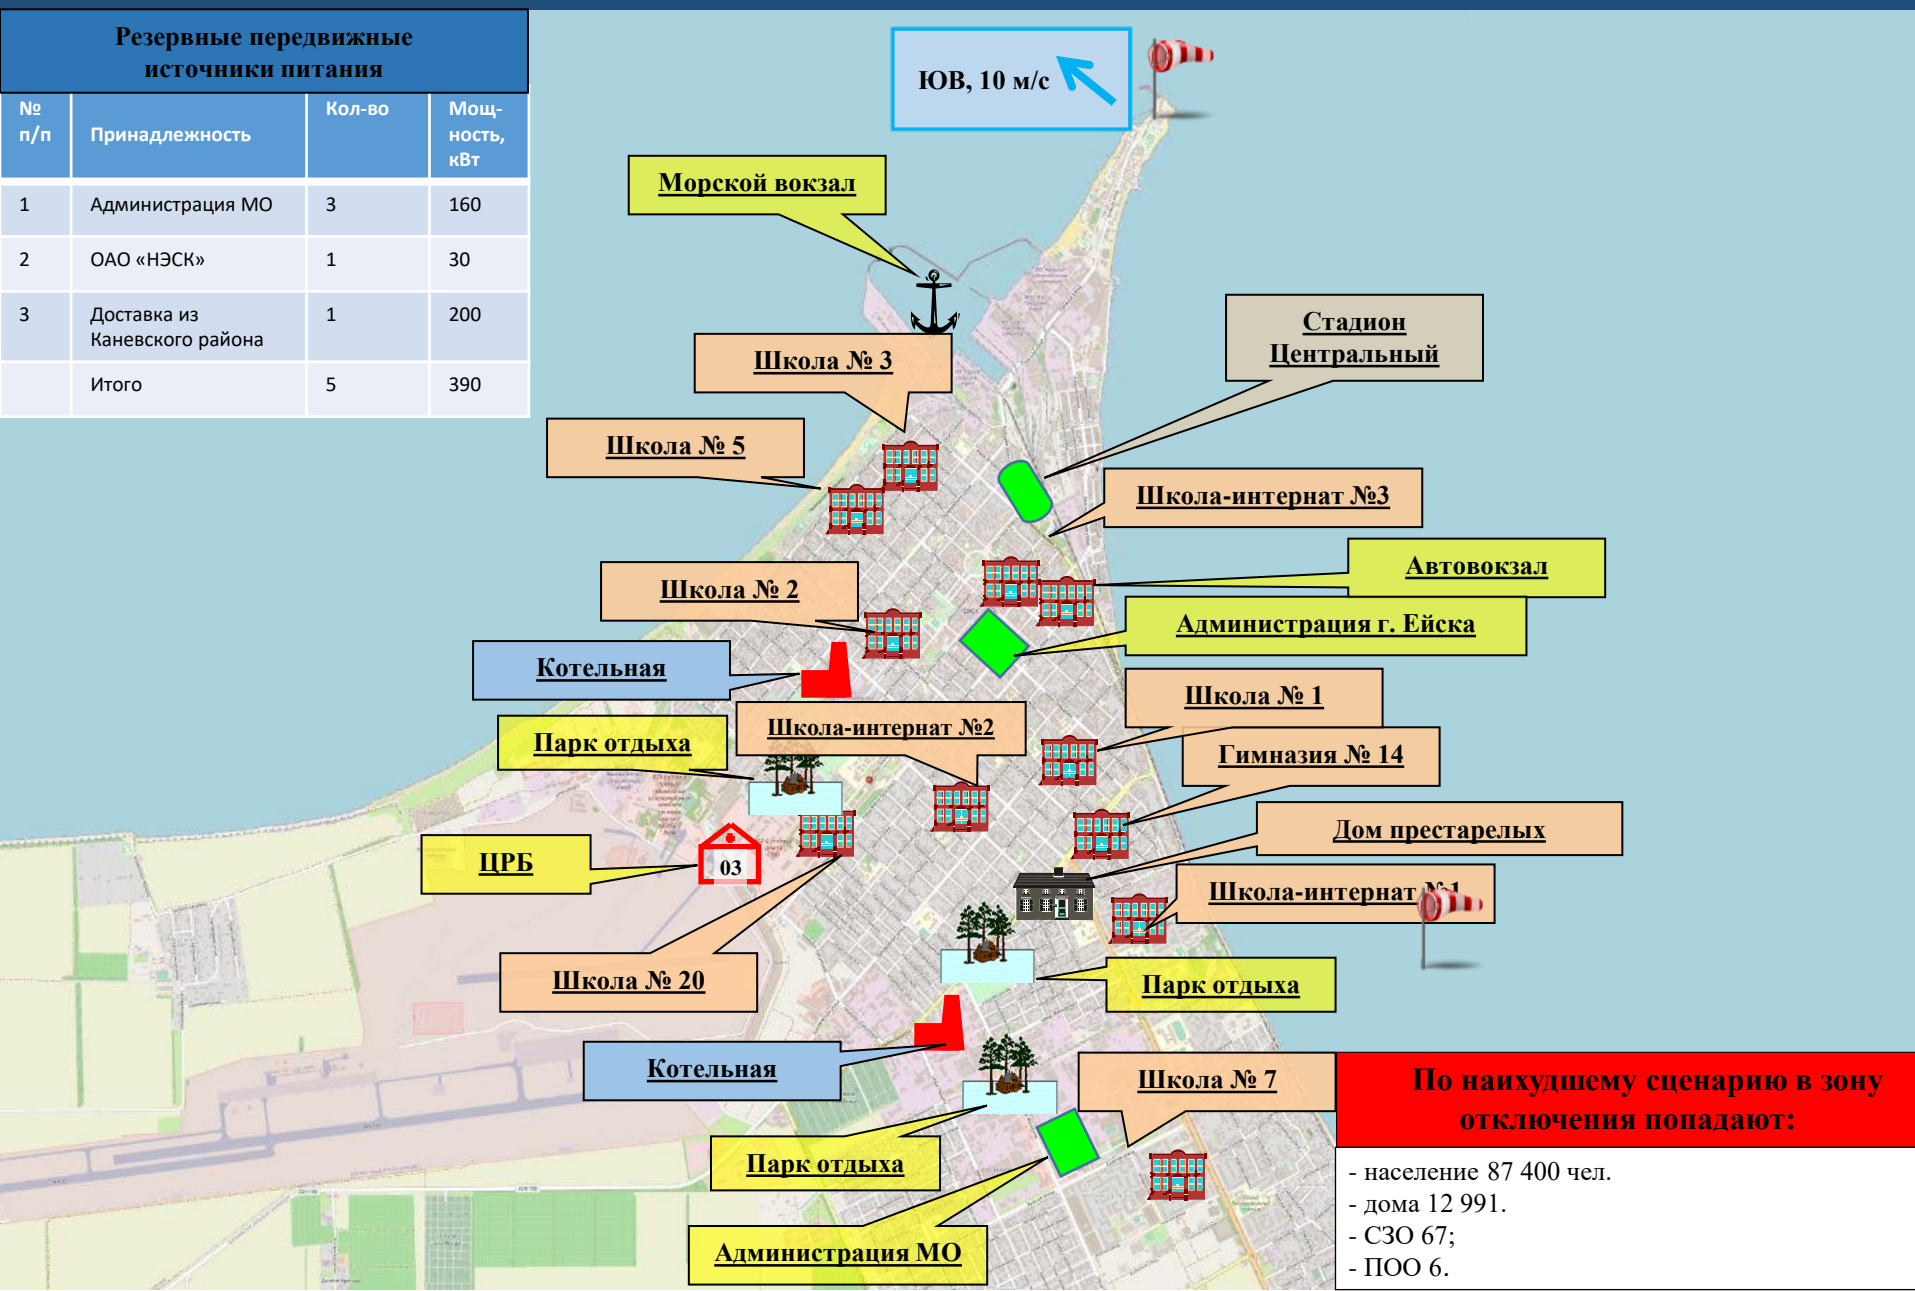 Резервные передвижные
источники питания
№
п/п
Принадлежность
Кол-во
Мощ-
ность,
кВт
1
Администрация МО
3
160
2
ОАО «НЭСК»
1
30
3
Доставка из
Каневского района
1
200
Итого
5
390
ЮВ, 10 м/с
Морской вокзал
Стадион
Центральный
Школа № 3
Школа № 5
Школа-интернат №3
Автовокзал
Школа № 2
Администрация г. Ейска
Котельная
Школа № 1
Школа-интернат №2
Парк отдыха
Гимназия № 14
Дом престарелых
ЦРБ
03
Школа-интернат №1
Школа № 20
Парк отдыха
Котельная
Школа № 7
Парк отдыха
Администрация МО
По наихудшему сценарию в зону
отключения попадают:
- население 87 400 чел.
- дома 12 991.
- СЗО 67;
- ПОО 6.